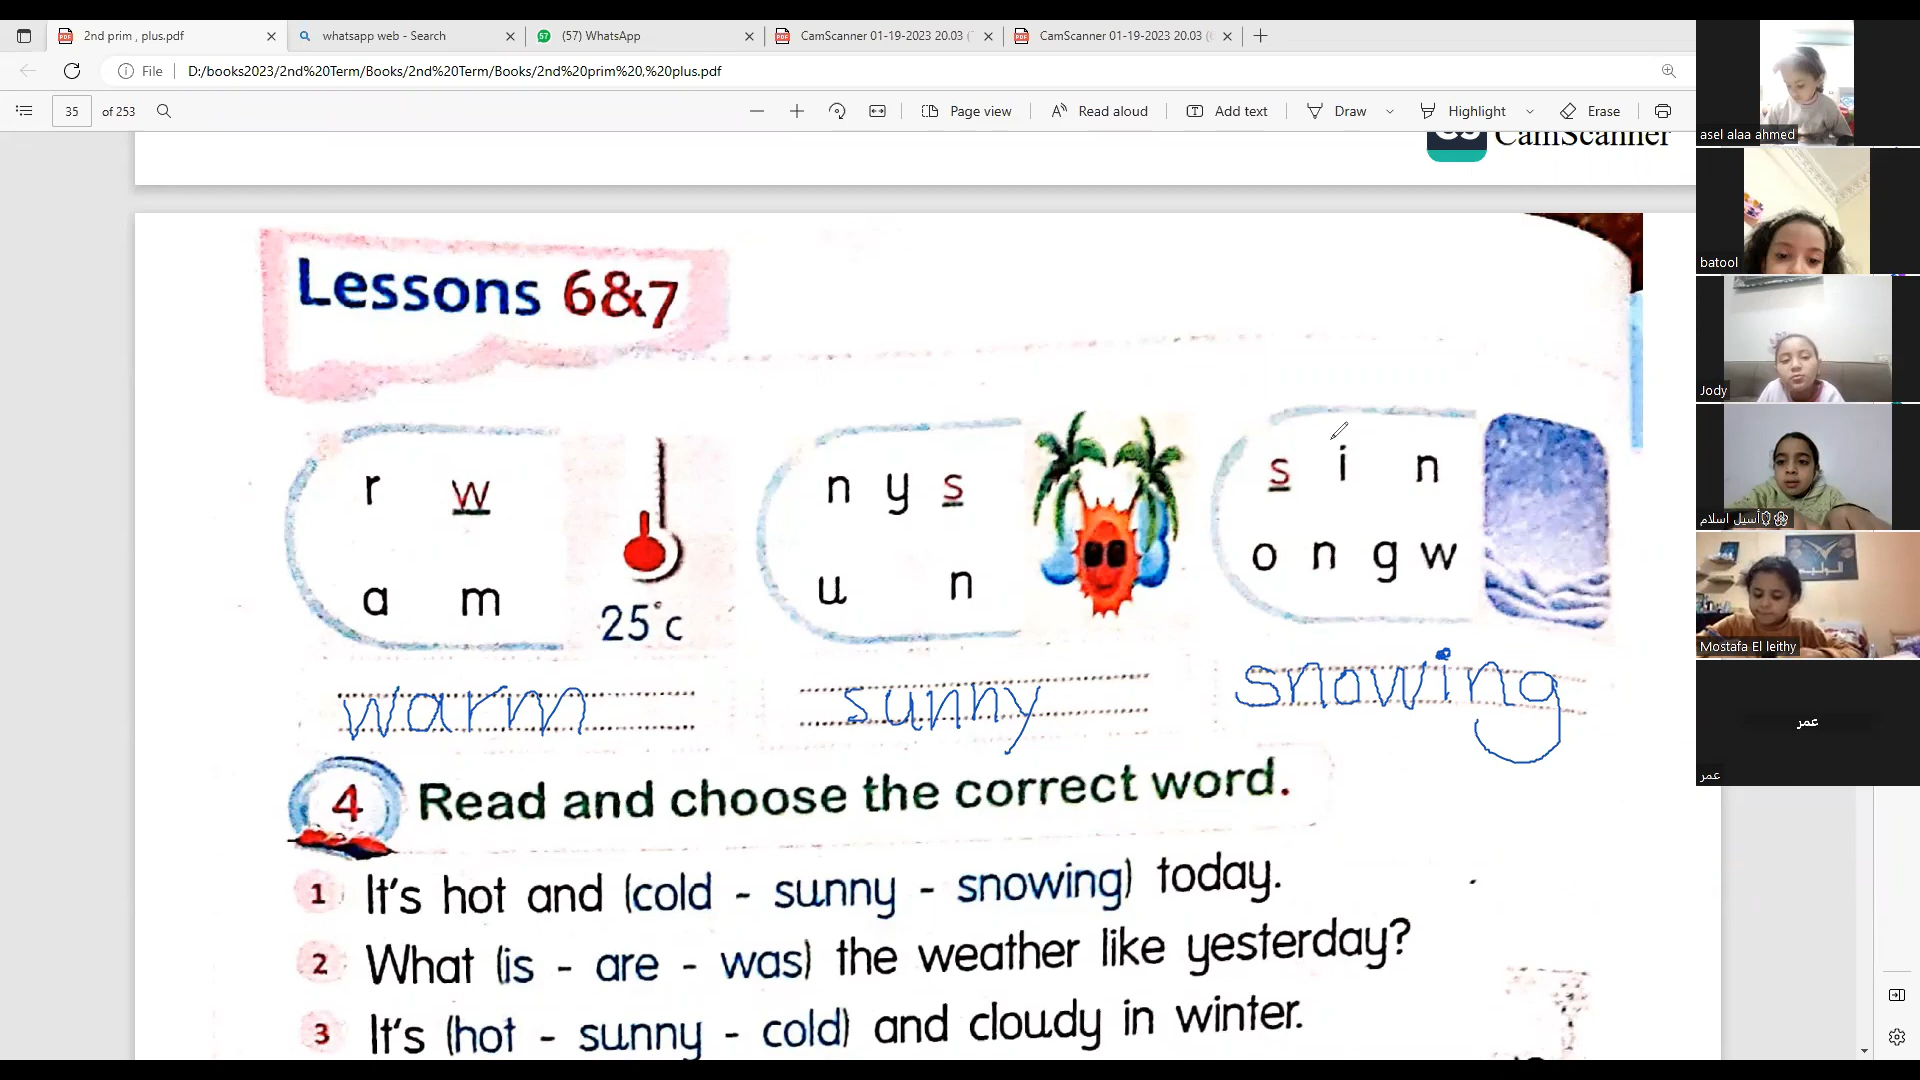 2nd prim , plus.pdf
whatsapp web - Search
(57) WhatsApp
CamScanner 01-19-2023 20.03
CamScanner 01-19-2023 20.03
File
D:/books2023/2nd%20Term/Books/2nd%20Term/Books/2nd%20prim%20,%20plus.pdf
35 of 253
Page view
Read aloud
Add text
Draw
Highlight
Erase
CamScanner
Lessons 6&7
r w
a m
25°c
n y s
u n
s i n
o n g w
warm
sunny
snowing
4 Read and choose the correct word.
1 It's hot and (cold - sunny - snowing) today.
2 What (is - are - was) the weather like yesterday?
3 It's (hot - sunny - cold) and cloudy in winter.
asel alaa ahmed
batool
Jody
أسيل اسلام
Mostafa El leithy
عمر
عمر